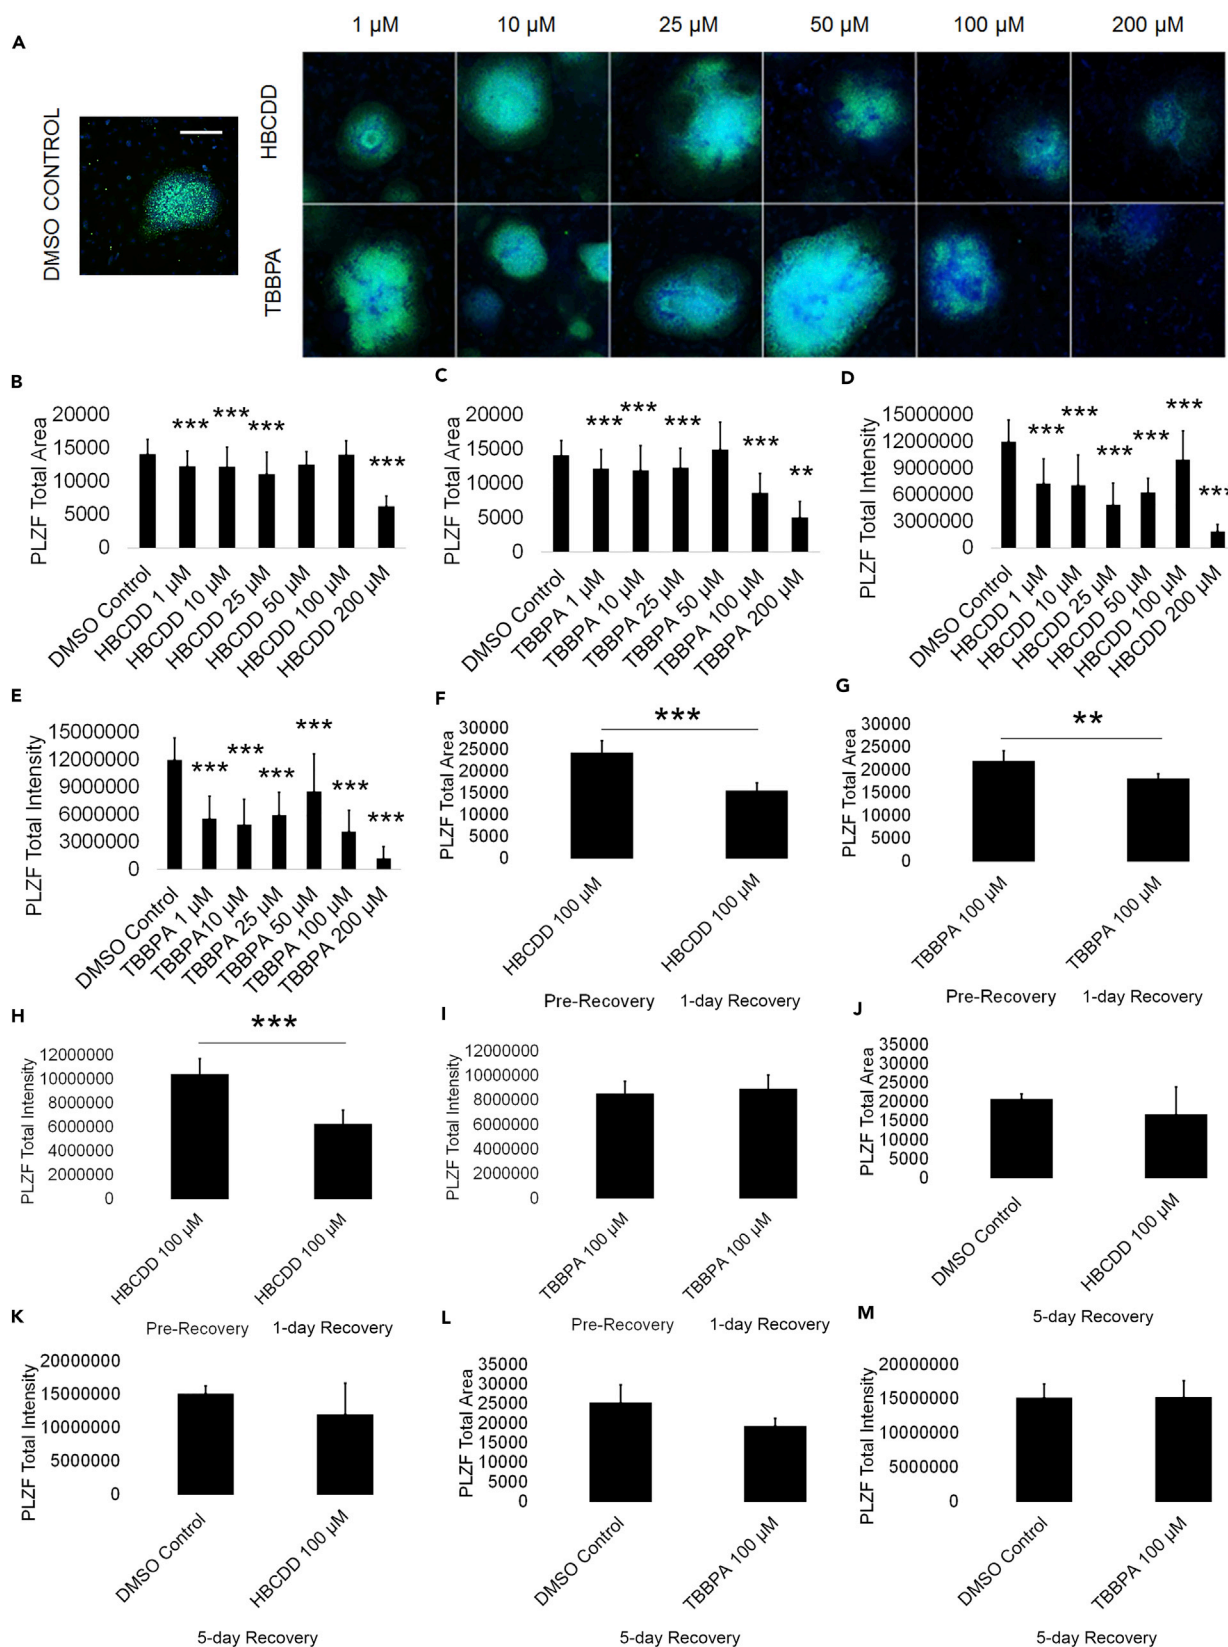 A
1 µM 10 µM 25 µM 50 µM 100 µM 200 µM
DMSO CONTROL
HBCDD
TBBPA
B
PLZF Total Area
20000
15000
10000
5000
0
*** *** *** ***
DMSO Control
HBCDD 1 µM
HBCDD 10 µM
HBCDD 25 µM
HBCDD 50 µM
HBCDD 100 µM
HBCDD 200 µM
C
PLZF Total Area
20000
15000
10000
5000
0
*** *** *** *** **
DMSO Control
TBBPA 1 µM
TBBPA 10 µM
TBBPA 25 µM
TBBPA 50 µM
TBBPA 100 µM
TBBPA 200 µM
D
PLZF Total Intensity
15000000
12000000
9000000
6000000
3000000
0
*** *** *** *** *** ***
DMSO Control
HBCDD 1 µM
HBCDD 10 µM
HBCDD 25 µM
HBCDD 50 µM
HBCDD 100 µM
HBCDD 200 µM
E
PLZF Total Intensity
15000000
12000000
9000000
6000000
3000000
0
*** *** *** *** *** ***
DMSO Control
TBBPA 1 µM
TBBPA10 µM
TBBPA 25 µM
TBBPA 50 µM
TBBPA 100 µM
TBBPA 200 µM
F
PLZF Total Area
30000
25000
20000
15000
10000
5000
0
***
HBCDD 100 µM
HBCDD 100 µM
Pre-Recovery 1-day Recovery
G
PLZF Total Area
30000
25000
20000
15000
10000
5000
0
**
TBBPA 100 µM
TBBPA 100 µM
Pre-Recovery 1-day Recovery
H
PLZF Total Intensity
12000000
10000000
8000000
6000000
4000000
2000000
0
***
HBCDD 100 µM
HBCDD 100 µM
Pre-Recovery 1-day Recovery
I
PLZF Total Intensity
12000000
10000000
8000000
6000000
4000000
2000000
0
TBBPA 100 µM
TBBPA 100 µM
Pre-Recovery 1-day Recovery
J
PLZF Total Area
35000
30000
25000
20000
15000
10000
5000
0
DMSO Control
HBCDD 100 µM
5-day Recovery
K
PLZF Total Intensity
20000000
15000000
10000000
5000000
0
DMSO Control
HBCDD 100 µM
5-day Recovery
L
PLZF Total Area
35000
30000
25000
20000
15000
10000
5000
0
DMSO Control
TBBPA 100 µM
5-day Recovery
M
PLZF Total Intensity
20000000
15000000
10000000
5000000
0
DMSO Control
TBBPA 100 µM
5-day Recovery